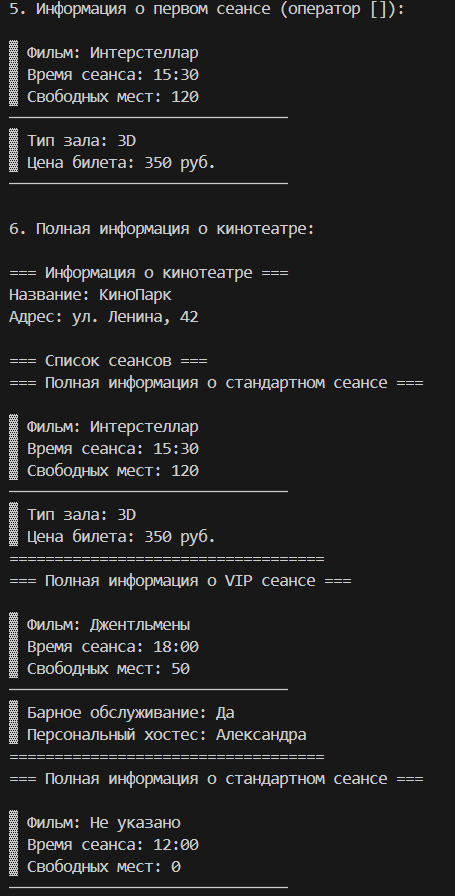 5. Информация о первом сеансе (оператор []):
▓ Фильм: Интерстеллар
▓ Время сеанса: 15:30
▓ Свободных мест: 120
───────────────────────────────
▓ Тип зала: 3D
▓ Цена билета: 350 руб.
───────────────────────────────
6. Полная информация о кинотеатре:
=== Информация о кинотеатре ===
Название: КиноПарк
Адрес: ул. Ленина, 42
=== Список сеансов ===
=== Полная информация о стандартном сеансе ===
▓ Фильм: Интерстеллар
▓ Время сеанса: 15:30
▓ Свободных мест: 120
───────────────────────────────
▓ Тип зала: 3D
▓ Цена билета: 350 руб.
===================================
=== Полная информация о VIP сеансе ===
▓ Фильм: Джентльмены
▓ Время сеанса: 18:00
▓ Свободных мест: 50
───────────────────────────────
▓ Барное обслуживание: Да
▓ Персональный хостес: Александра
===================================
=== Полная информация о стандартном сеансе ===
▓ Фильм: Не указано
▓ Время сеанса: 12:00
▓ Свободных мест: 0
───────────────────────────────